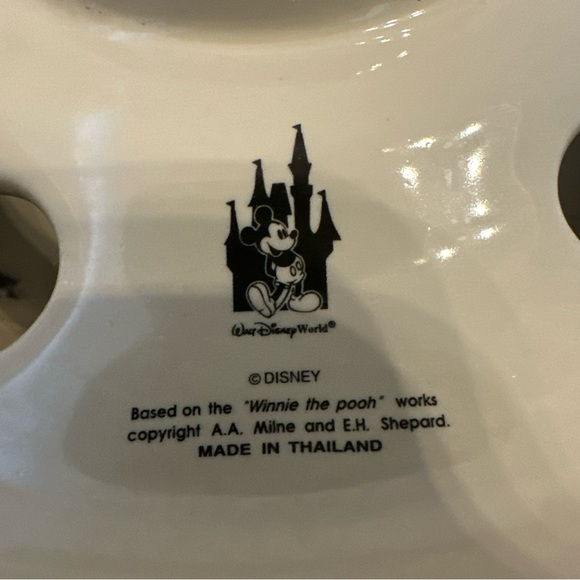 Walt Disney World®
© DISNEY
Based on the "Winnie the pooh" works
copyright A.A. Milne and E.H. Shepard.
MADE IN THAILAND